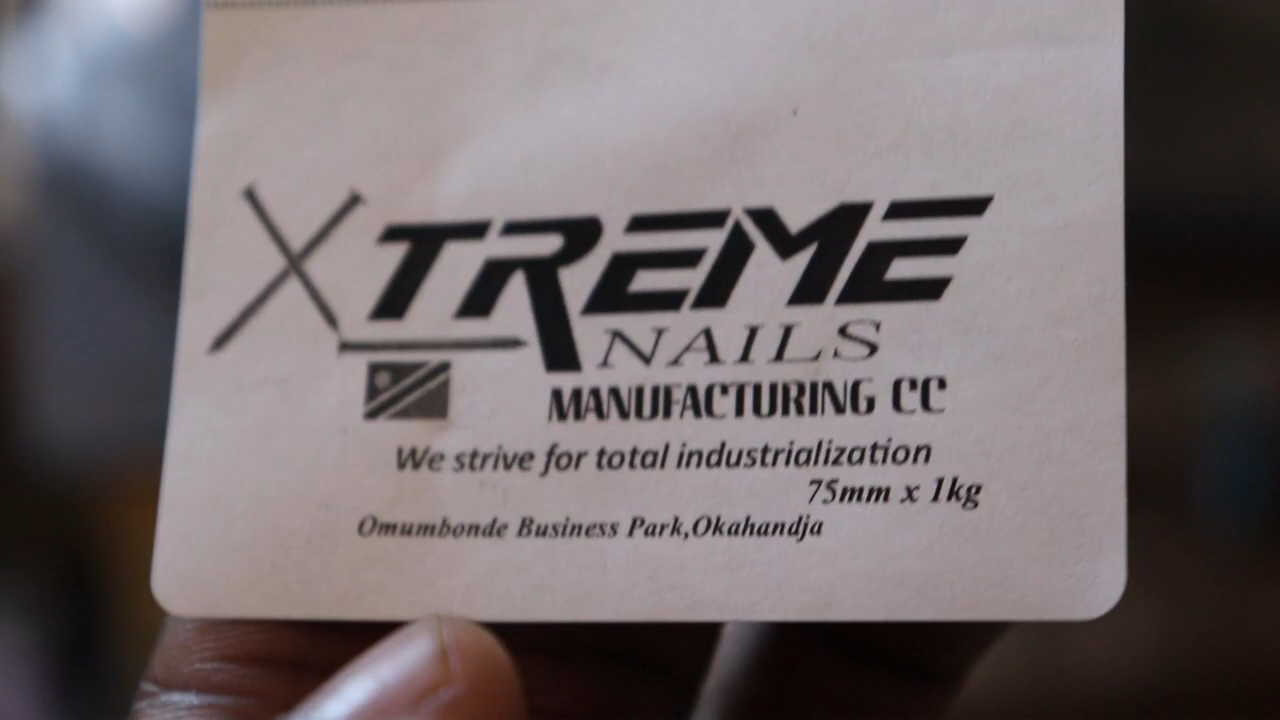 XTREME
NAILS
MANUFACTURING CC
We strive for total industrialization
75mm x 1kg
Omumbonde Business Park,Okahandja